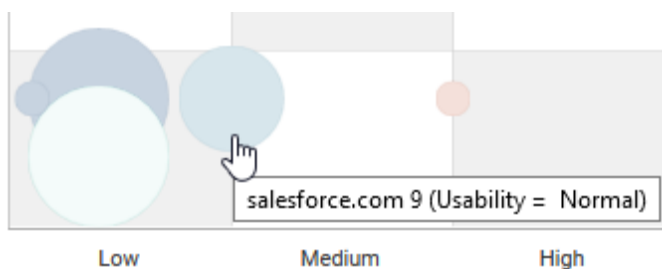 salesforce.com 9 (Usability =  Normal)
Low Medium High